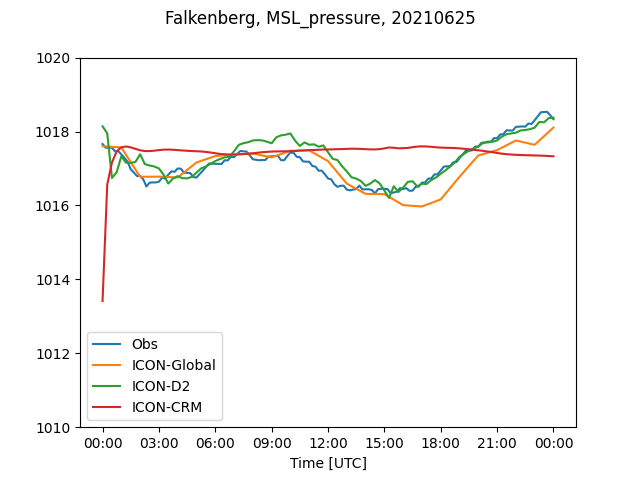 Falkenberg, MSL_pressure, 20210625
1020
1018
1016
1014
1012
1010
Obs
ICON-Global
ICON-D2
ICON-CRM
00:00 03:00 06:00 09:00 12:00 15:00 18:00 21:00 00:00
Time [UTC]